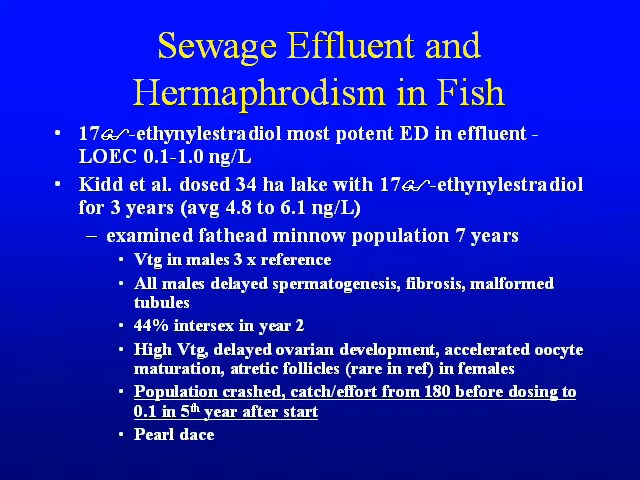 Sewage Effluent and
Hermaphrodism in Fish
• 17-ethynylestradiol most potent ED in effluent -
LOEC 0.1-1.0 ng/L
• Kidd et al. dosed 34 ha lake with 17-ethynylestradiol
for 3 years (avg 4.8 to 6.1 ng/L)
– examined fathead minnow population 7 years
• Vtg in males 3 x reference
• All males delayed spermatogenesis, fibrosis, malformed
tubules
• 44% intersex in year 2
• High Vtg, delayed ovarian development, accelerated oocyte
maturation, atretic follicles (rare in ref) in females
• Population crashed, catch/effort from 180 before dosing to
0.1 in 5th year after start
• Pearl dace